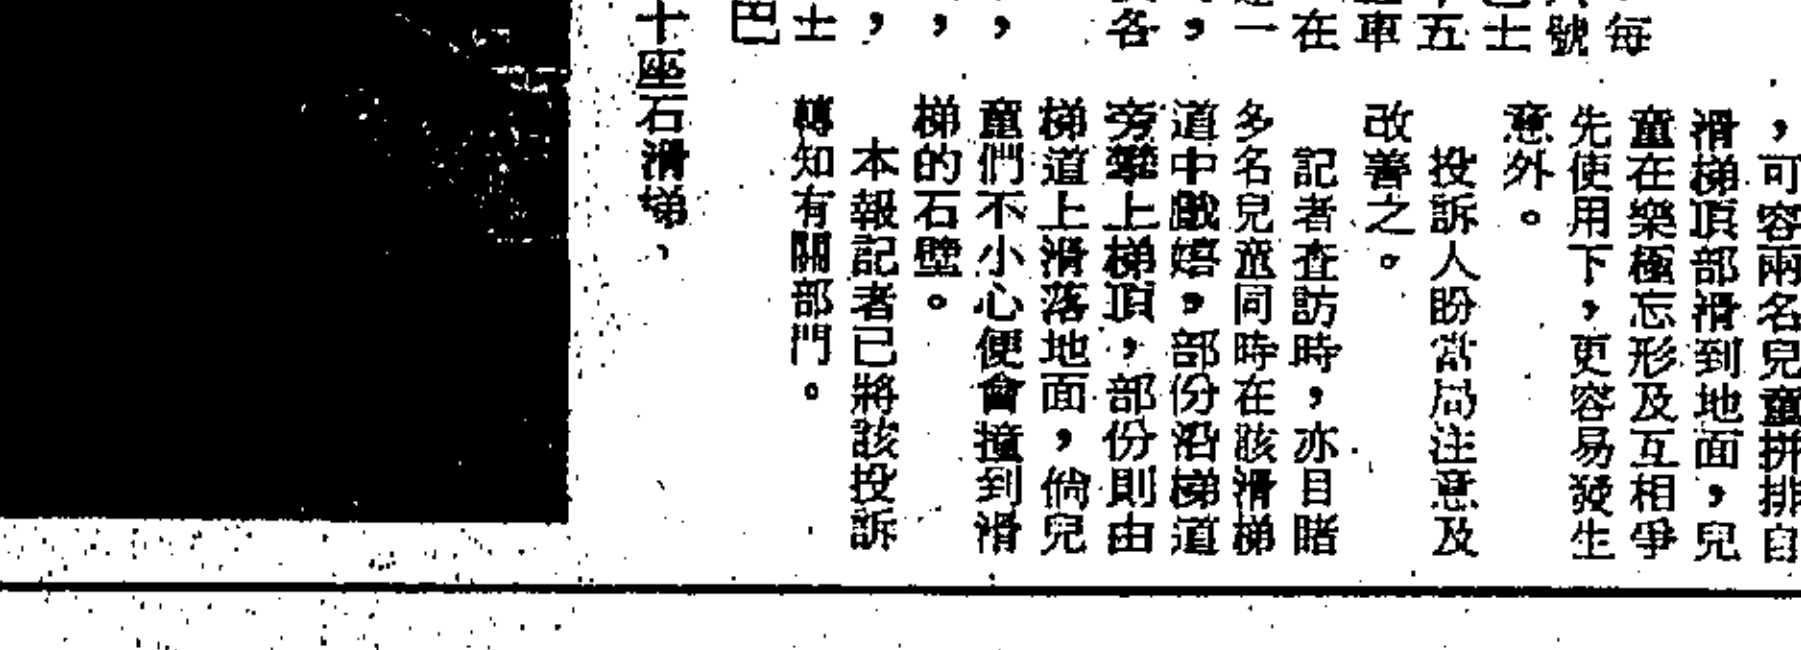 ，可容兩名兒童拼排自
滑梯頂部滑到地面，兒
童在樂極忘形及互相爭
先使用下，更容易發生
意外。
投訴人盼當局注意及
改善之。
記者查訪時，亦目睹
多名兒童同時在該滑梯
道中戲嬉，部份沿梯道
旁攀上梯頂，部份則由
梯道上滑落地面，倘兒
童們不小心便會撞到滑
梯的石壁。
本報記者已將該投訴
轉知有關部門。
每
號
士
五
車
在
一
各，
，
，
，
士
巴
十座石滑梯、